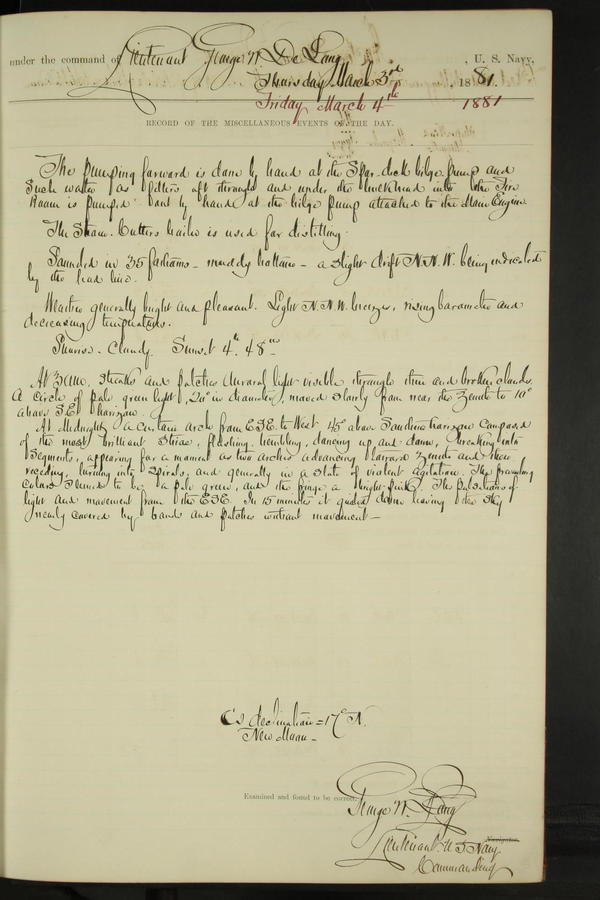 under the command of Lieutenant George W. De Long, U. S. Navy,
Thursday March 3rd, 1881.
Friday March 4th 1881
RECORD OF THE MISCELLANEOUS EVENTS OF THE DAY.
The pumping forward is done by hand at the Spar-deck bilge pump and
Such water as filters aft through and under the bulkhead into the Fire
Room is pumped out by hand at the bilge pump attached to the Main Engine
The Steam Cutters boiler is used for distilling.
Sounded in 35 fathoms - muddy bottom - a slight drift N.N.W. being indicated
by the lead line.
Weather generally bright and pleasant. Light N.N.W. breezes, rising barometer and
decreasing temperature.
Sunrise. Cloudy. Sunset 4h. 48m
At 3 A.M. Streaks and patches Auroral light visible through thin and broken clouds.
A circle of pale green light, 20° in diameter, moved slowly from near the Zenith to 10°
above S.E. horizon.
At Midnight a curtain arch from E.S.E. to West 45° above Southern horizon composed
of the most brilliant Striae, flashing, trembling, dancing up and down, breaking into
Segments, appearing for a moment as two arches advancing toward Zenith and then
receding, turning into Spirals, and generally in a state of violent agitation. The prevailing
colors seemed to be a pale green, and the fringe a bright pink. The pulsations of
light and movement from the E.S.E. In 15 minutes it quieted down leaving the Sky
nearly covered by bands and patches without movement -
declination = 17° N.
New Moon -
Examined and found to be correct.
George W. De Long
Navigator.
Lieutenant U.S. Navy
Commanding